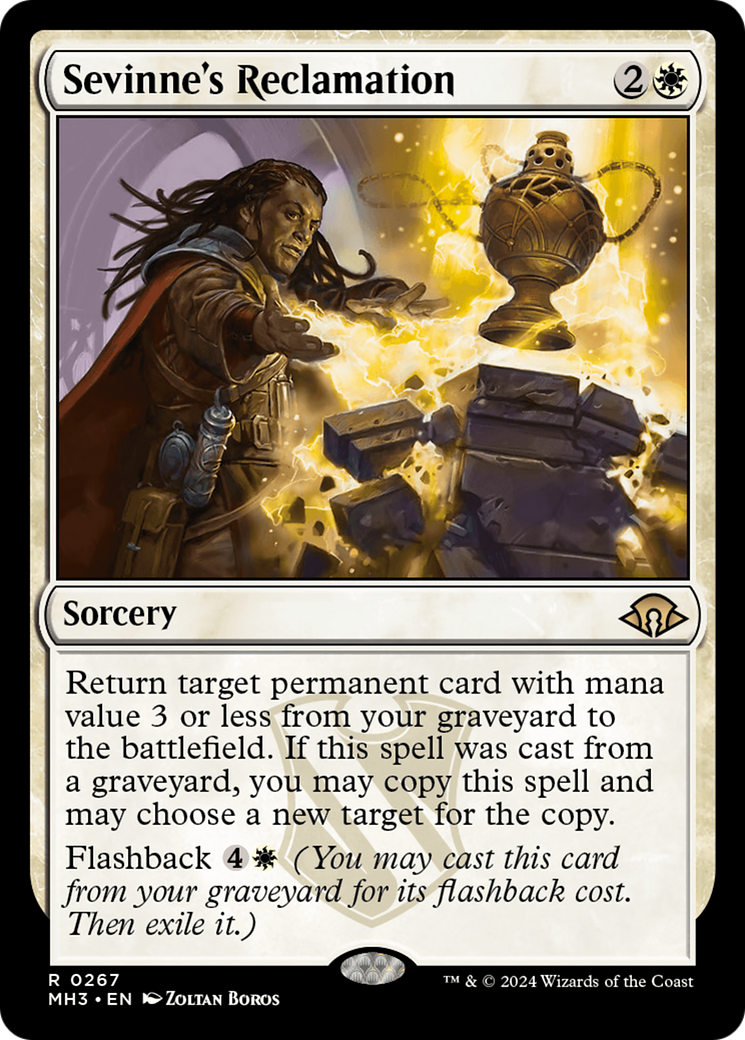 Sevinne's Reclamation 2
Sorcery
Return target permanent card with mana
value 3 or less from your graveyard to
the battlefield. If this spell was cast from
a graveyard, you may copy this spell and
may choose a new target for the copy.
Flashback 4 (You may cast this card
from your graveyard for its flashback cost.
Then exile it.)
R 0267
MH3 • EN Zoltan Boros
™ & © 2024 Wizards of the Coast